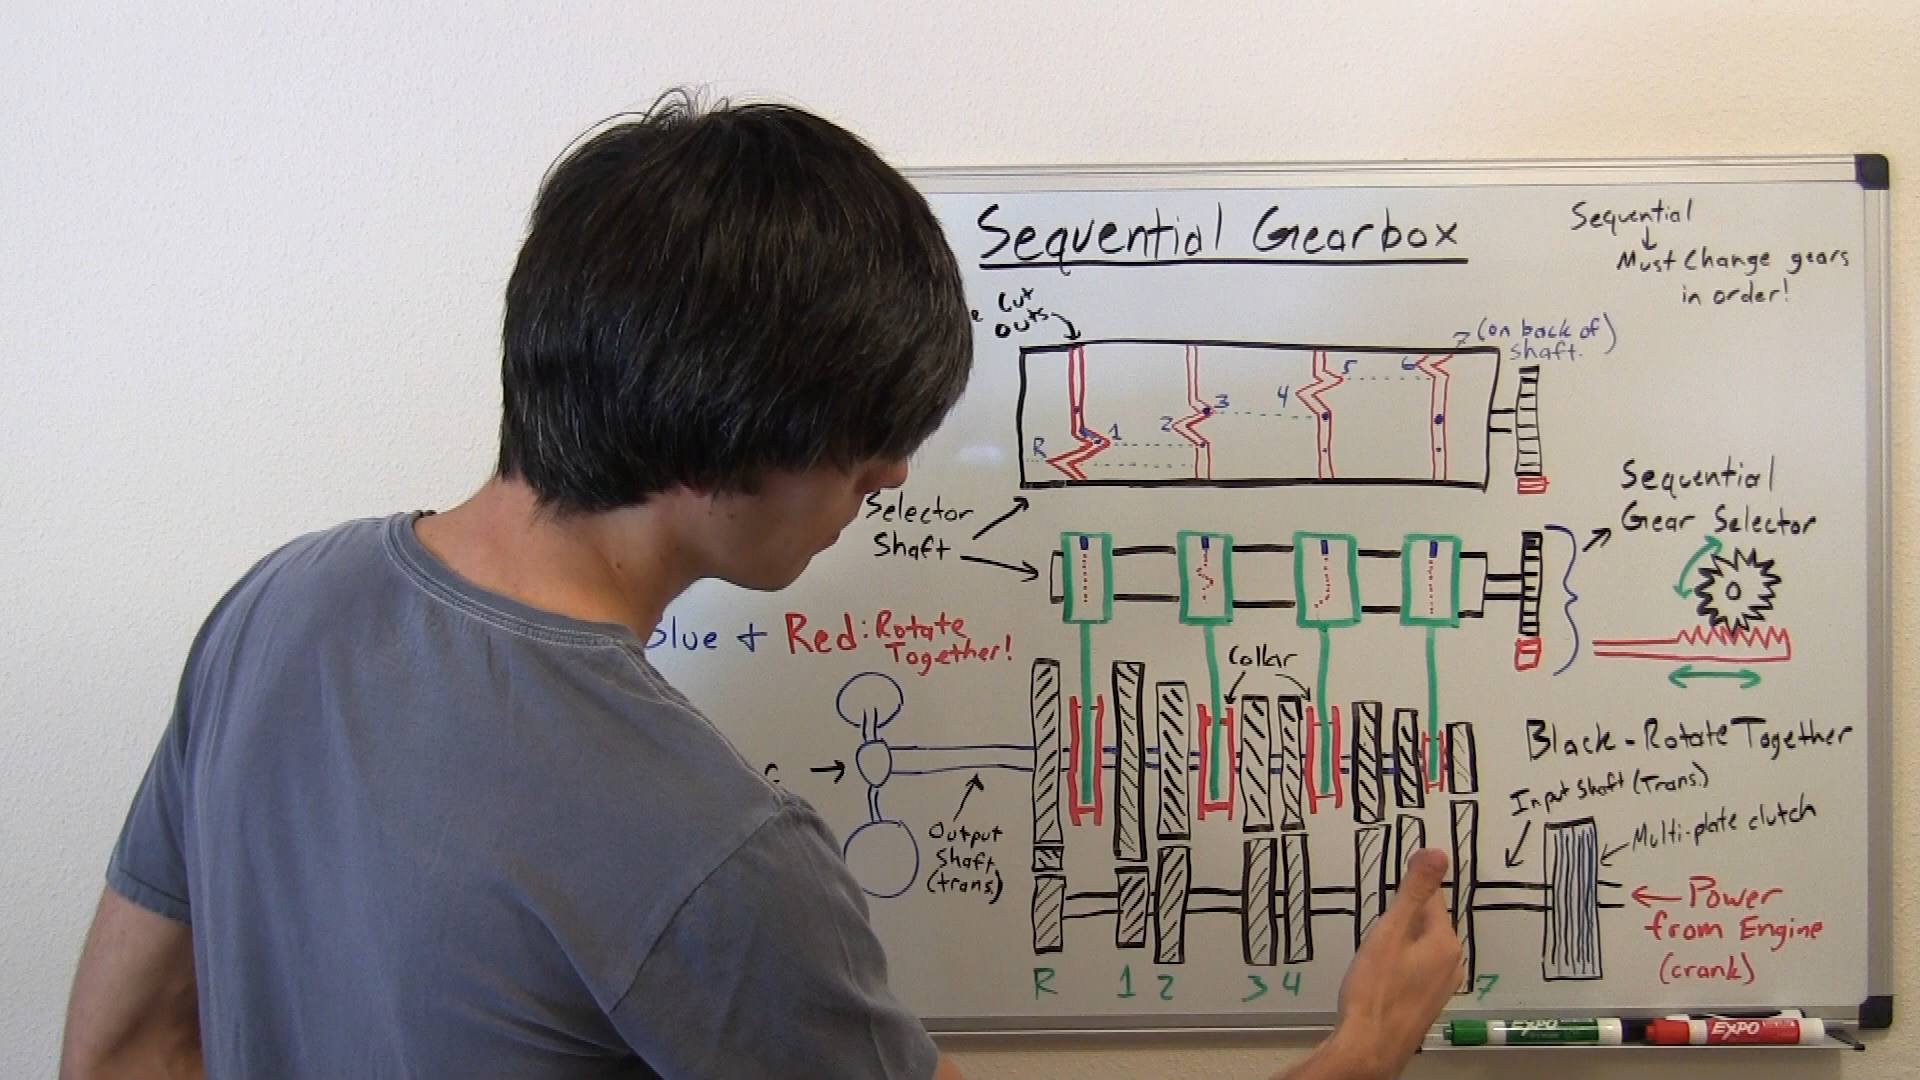 Sequential Gearbox
Sequential
Must Change gears
in order!
Cut
outs
7 (on back of)
shaft.
6
5
4
3
2
1
R
Selector
Shaft
Sequential
Gear Selector
Blue + Red: Rotate
Together!
Collar
Black - Rotate Together
Input Shaft (Trans.)
Multi-plate clutch
Output
Shaft
(trans.)
Power
from Engine
(crank)
R 1 2 3 4 7
EXPO EXPO